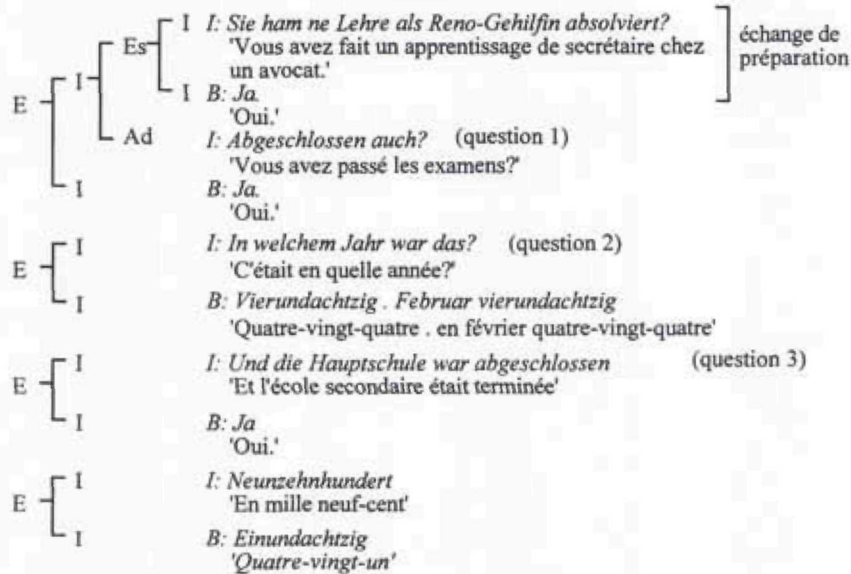 I I: Sie ham ne Lehre als Reno-Gehilfin absolviert?
Es 'Vous avez fait un apprentissage de secrétaire chez
un avocat.'
échange de
préparation
E I
I B: Ja.
'Oui.'
Ad I: Abgeschlossen auch? (question 1)
'Vous avez passé les examens?'
I B: Ja.
'Oui.'
I I: In welchem Jahr war das? (question 2)
E 'C'était en quelle année?'
I B: Vierundachtzig . Februar vierundachtzig
'Quatre-vingt-quatre . en février quatre-vingt-quatre'
I I: Und die Hauptschule war abgeschlossen (question 3)
E 'Et l'école secondaire était terminée'
I B: Ja
'Oui.'
I I: Neunzehnhundert
E 'En mille neuf-cent'
I B: Einundachtzig
'Quatre-vingt-un'